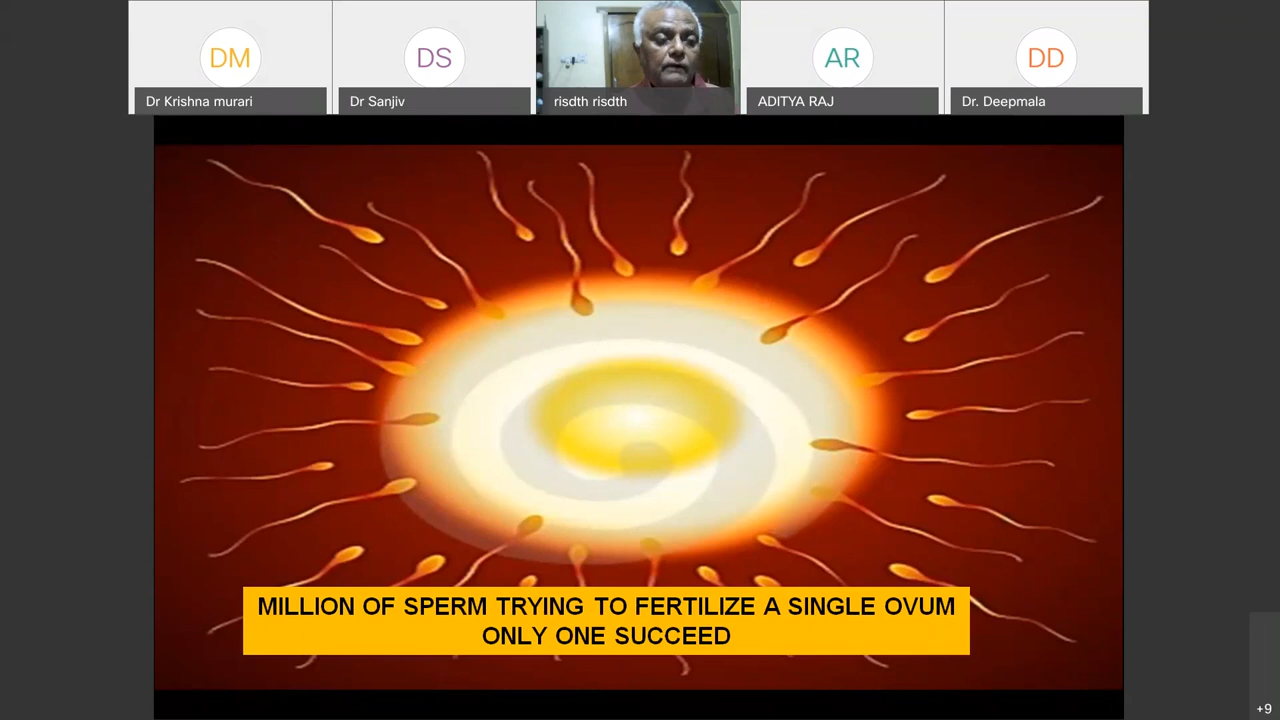 DM
DS
AR
DD
Dr Krishna murari
Dr Sanjiv
risdth risdth
ADITYA RAJ
Dr. Deepmala
MILLION OF SPERM TRYING TO FERTILIZE A SINGLE OVUM
ONLY ONE SUCCEED
+9